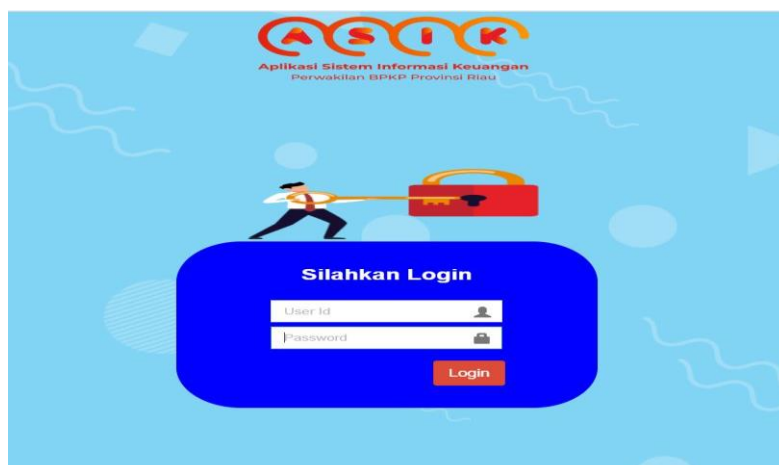 ASIK
Aplikasi Sistem Informasi Keuangan
Perwakilan BPKP Provinsi Riau
Silahkan Login
User Id
Password
Login